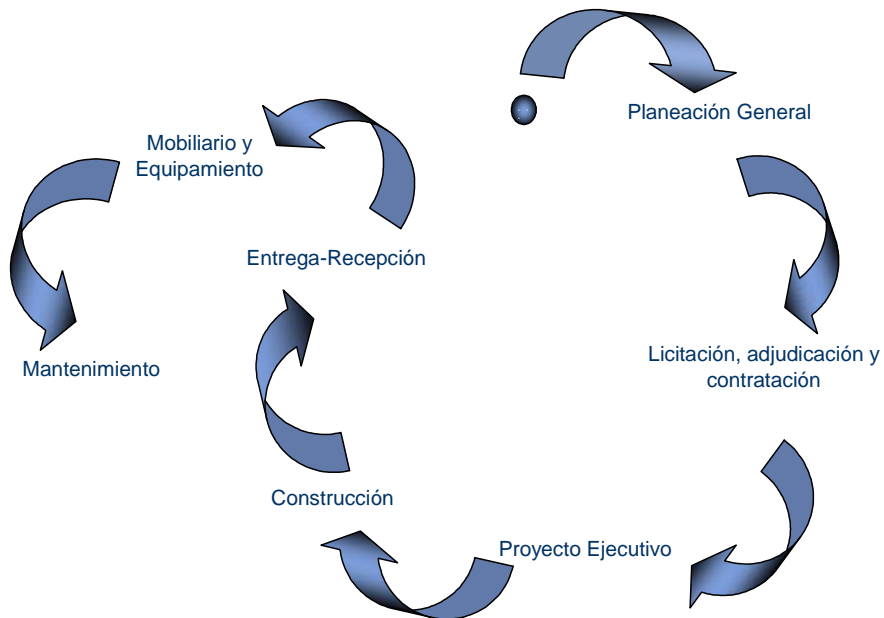 Planeación General
Licitación, adjudicación y
contratación
Proyecto Ejecutivo
Construcción
Entrega-Recepción
Mobiliario y
Equipamiento
Mantenimiento